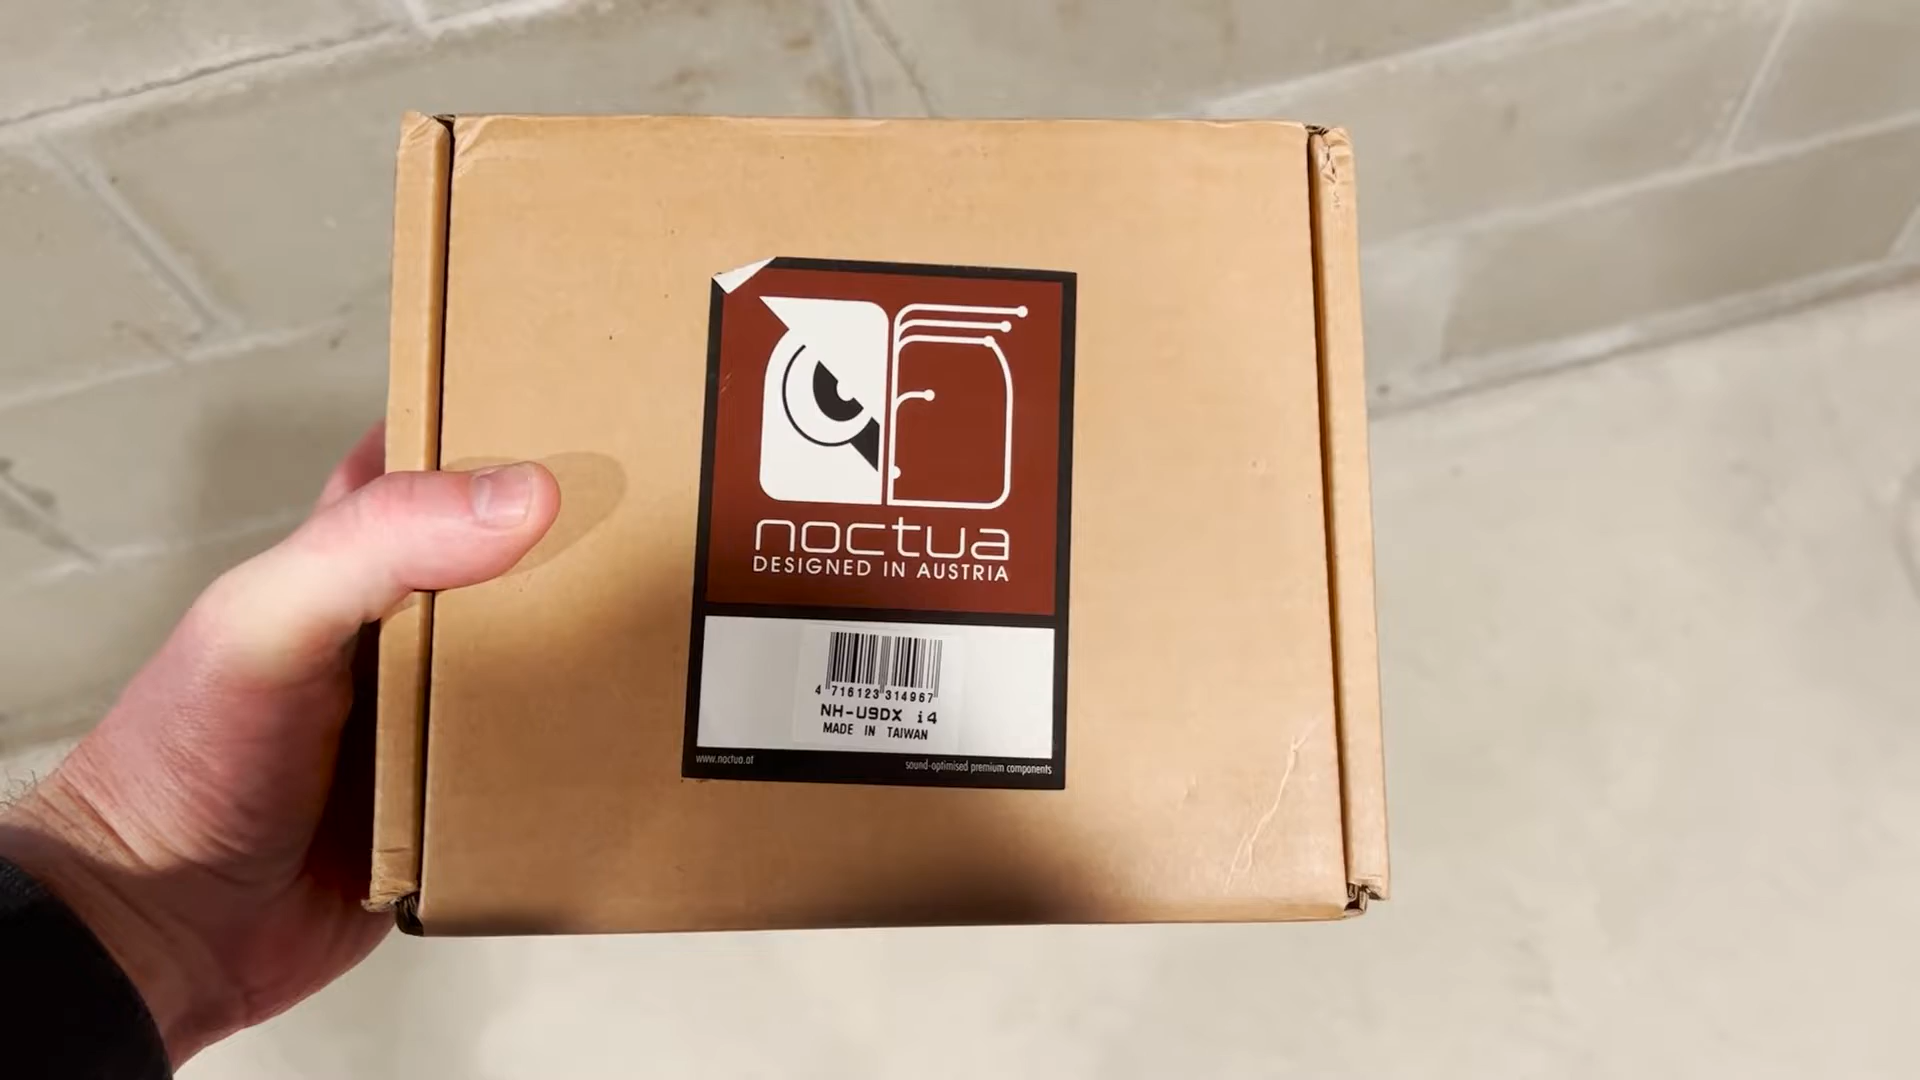 noctua
DESIGNED IN AUSTRIA
4 716123 314967
NH-U9DX i4
MADE IN TAIWAN
www.noctua.at sound-optimised premium components